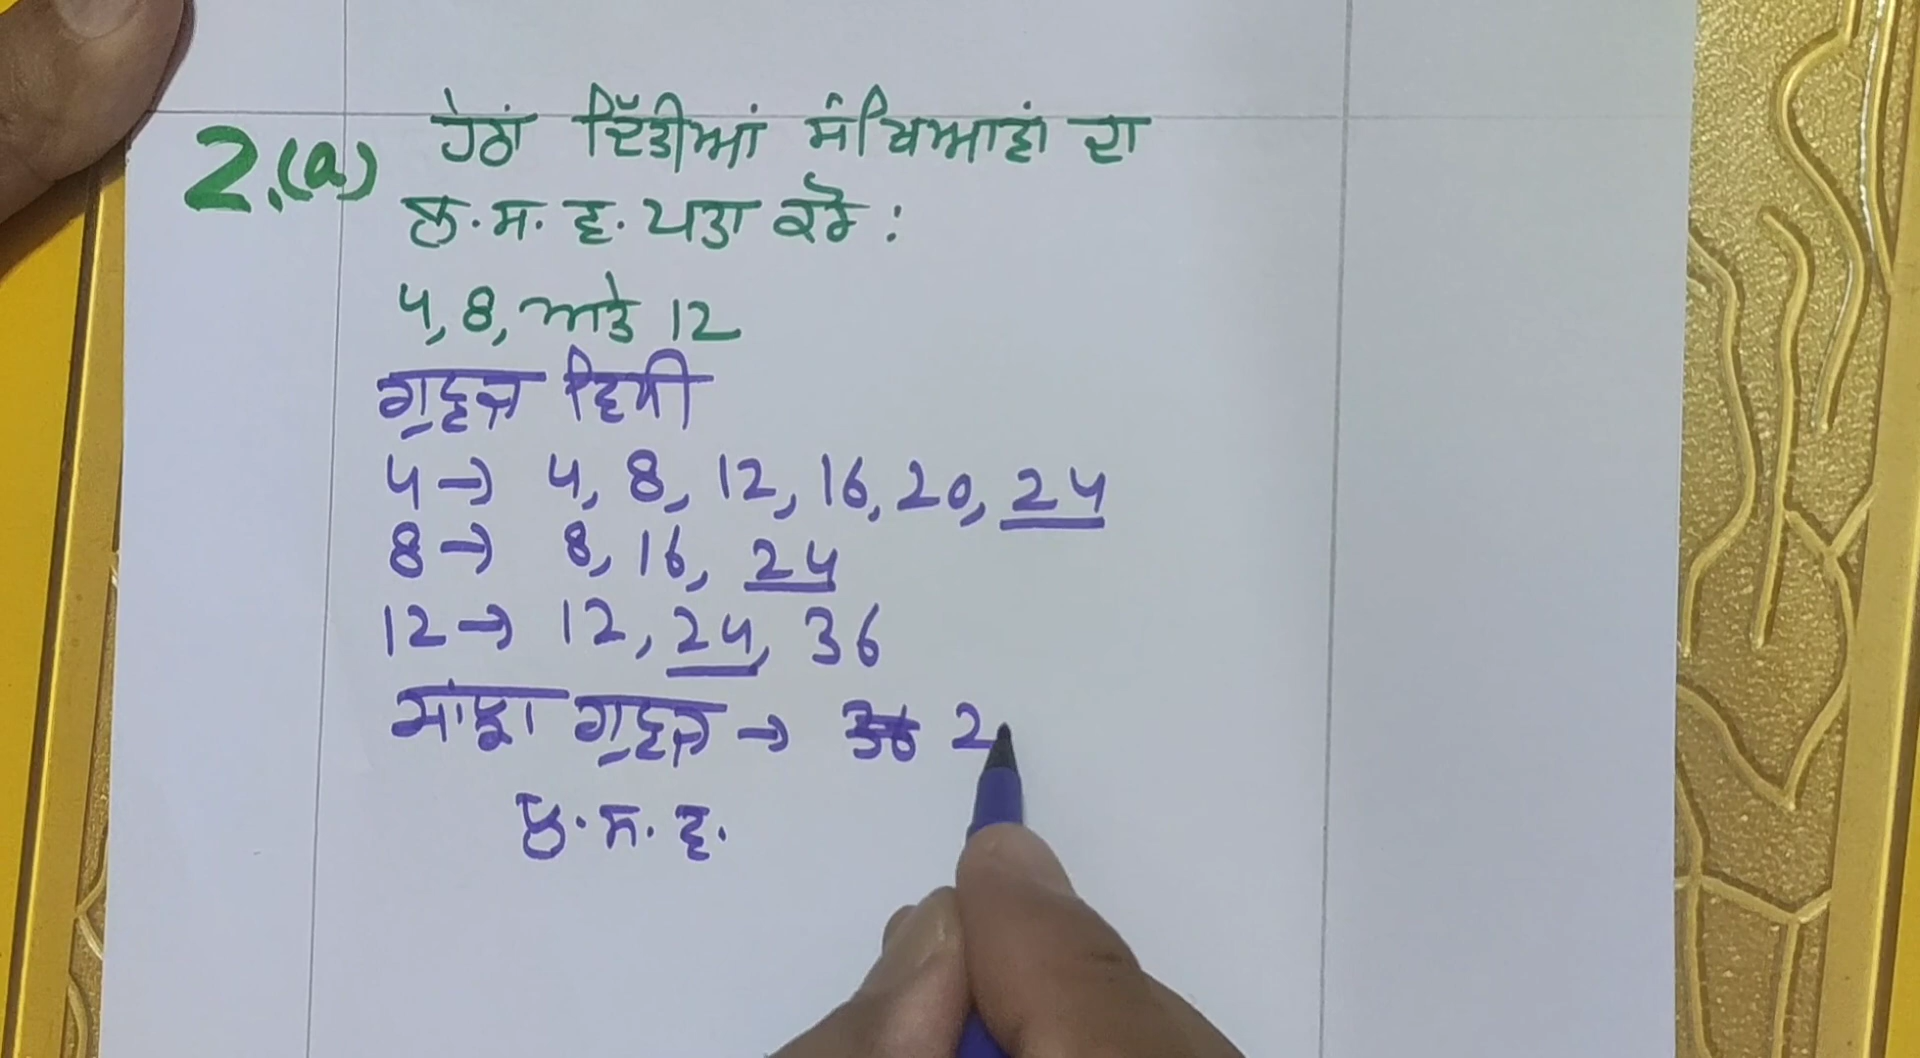 2.(a) ਹੇਠਾਂ ਦਿੱਤੀਆਂ ਸੰਖਿਆਵਾਂ ਦਾ
ਲ.ਸ.ਵ. ਪਤਾ ਕਰੋ :
4, 8, ਅਤੇ 12
ਗੁਣਜ ਵਿਧੀ
4→ 4, 8, 12, 16, 20, 24
8→ 8, 16, 24
12→ 12, 24, 36
ਸਾਂਝਾ ਗੁਣਜ → 36 2
ਲ.ਸ.ਵ.